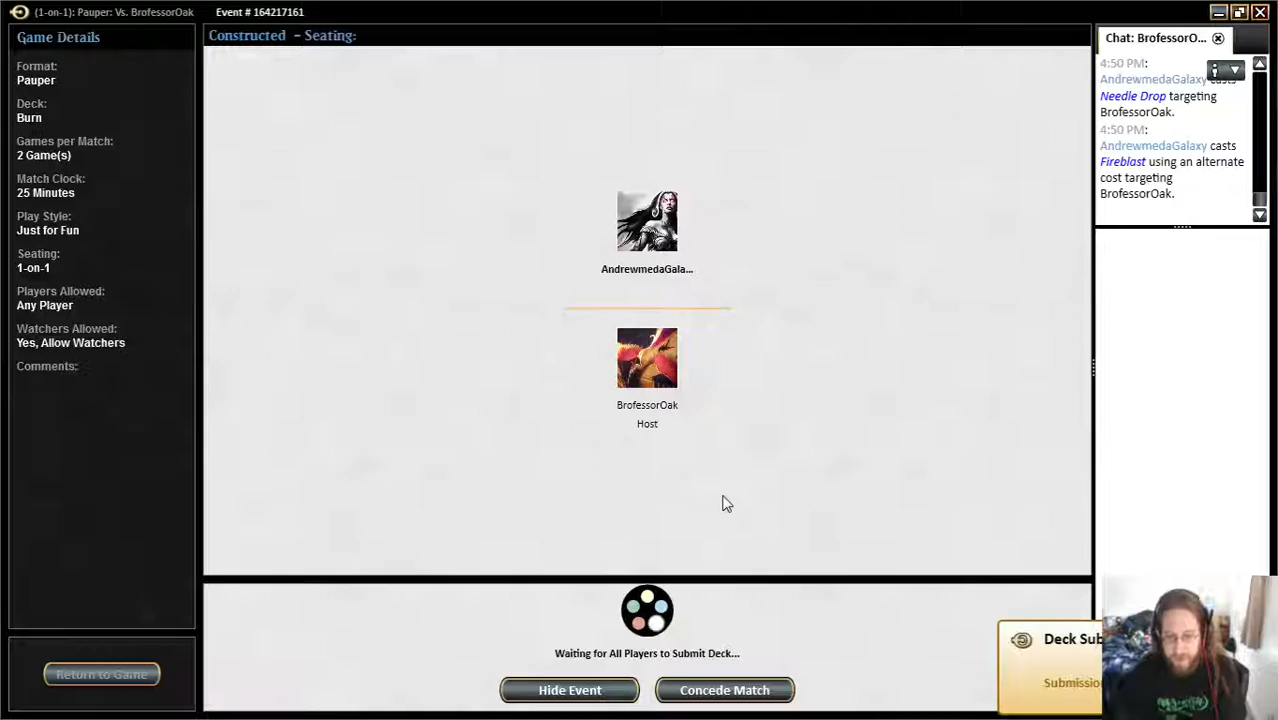 (1-on-1): Pauper: Vs. BrofessorOak Event # 164217161
Game Details
Format:
Pauper
Deck:
Burn
Games per Match:
2 Game(s)
Match Clock:
25 Minutes
Play Style:
Just for Fun
Seating:
1-on-1
Players Allowed:
Any Player
Watchers Allowed:
Yes, Allow Watchers
Comments:
Return to Game
Constructed - Seating:
AndrewmedaGala...
BrofessorOak
Host
Waiting for All Players to Submit Deck...
Hide Event
Concede Match
Chat: BrofessorO...
4:50 PM:
AndrewmedaGalaxy casts
Needle Drop targeting
BrofessorOak.
4:50 PM:
AndrewmedaGalaxy casts
Fireblast using an alternate
cost targeting
BrofessorOak.
Deck Sub
Submission